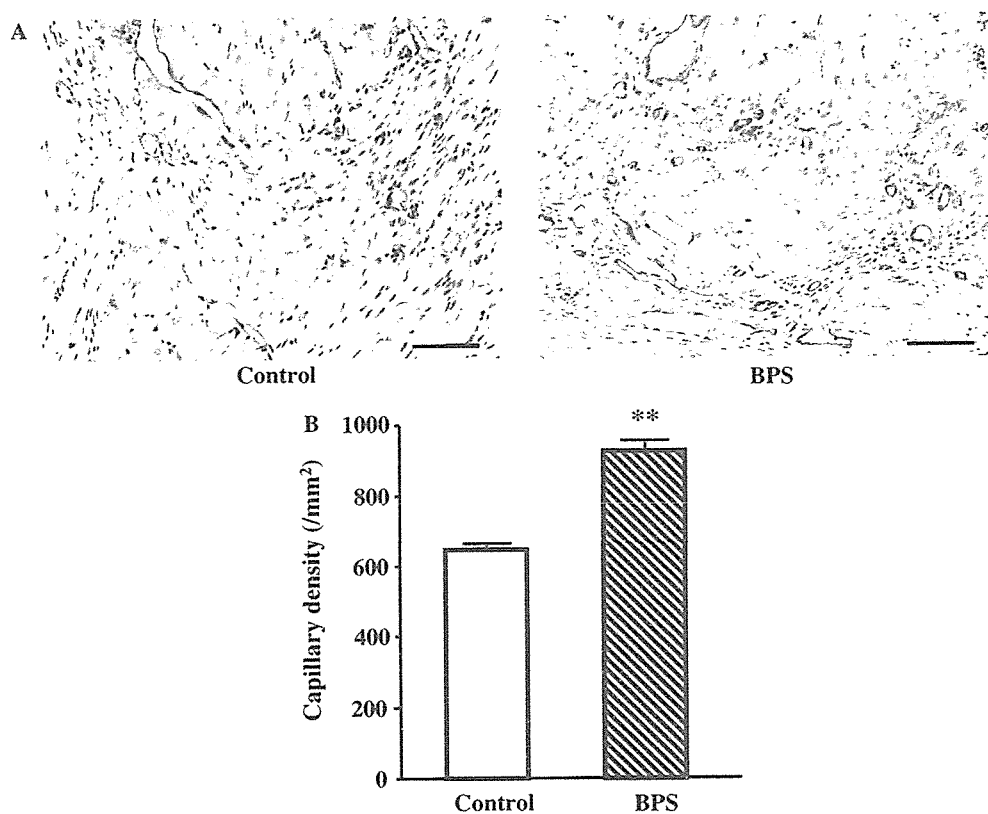 A
Control
BPS
B
Capillary density (/mm²)
1000
800
600
400
200
0
**
Control
BPS